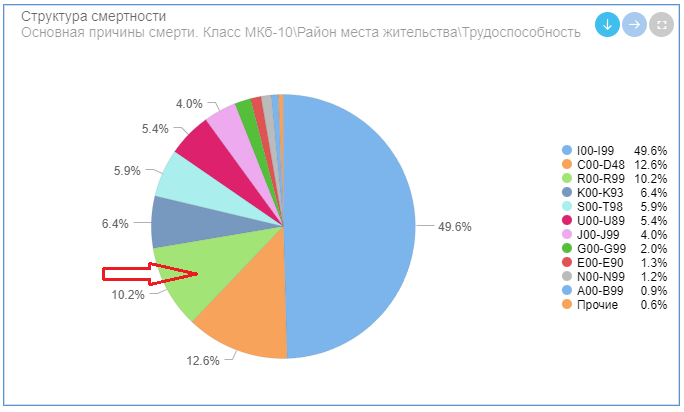 Структура смертности
Основная причины смерти. Класс МКб-10\Район места жительства\Трудоспособность
4.0%
5.4%
5.9%
6.4%
10.2%
12.6%
49.6%
I00-I99 49.6%
C00-D48 12.6%
R00-R99 10.2%
K00-K93 6.4%
S00-T98 5.9%
U00-U89 5.4%
J00-J99 4.0%
G00-G99 2.0%
E00-E90 1.3%
N00-N99 1.2%
A00-B99 0.9%
Прочие 0.6%